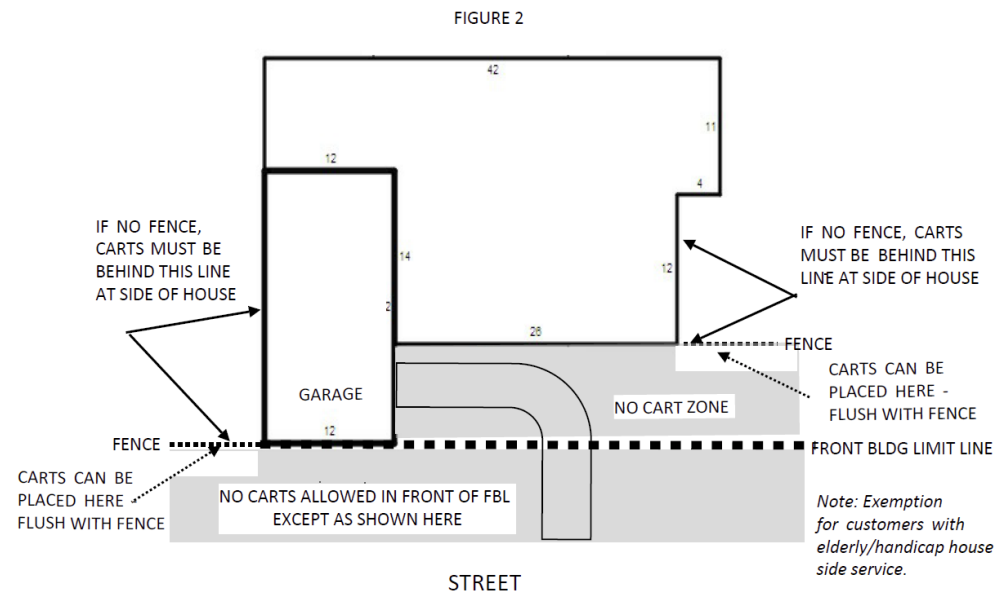 FIGURE 2
42
11
12
4
IF NO FENCE,
CARTS MUST BE
BEHIND THIS LINE
AT SIDE OF HOUSE
IF NO FENCE, CARTS
MUST BE BEHIND THIS
LINE AT SIDE OF HOUSE
14
12
2
26
FENCE
CARTS CAN BE
PLACED HERE -
FLUSH WITH FENCE
GARAGE
NO CART ZONE
12
FENCE
FRONT BLDG LIMIT LINE
CARTS CAN BE
PLACED HERE
FLUSH WITH FENCE
NO CARTS ALLOWED IN FRONT OF FBL
EXCEPT AS SHOWN HERE
Note: Exemption
for customers with
elderly/handicap house
side service.
STREET